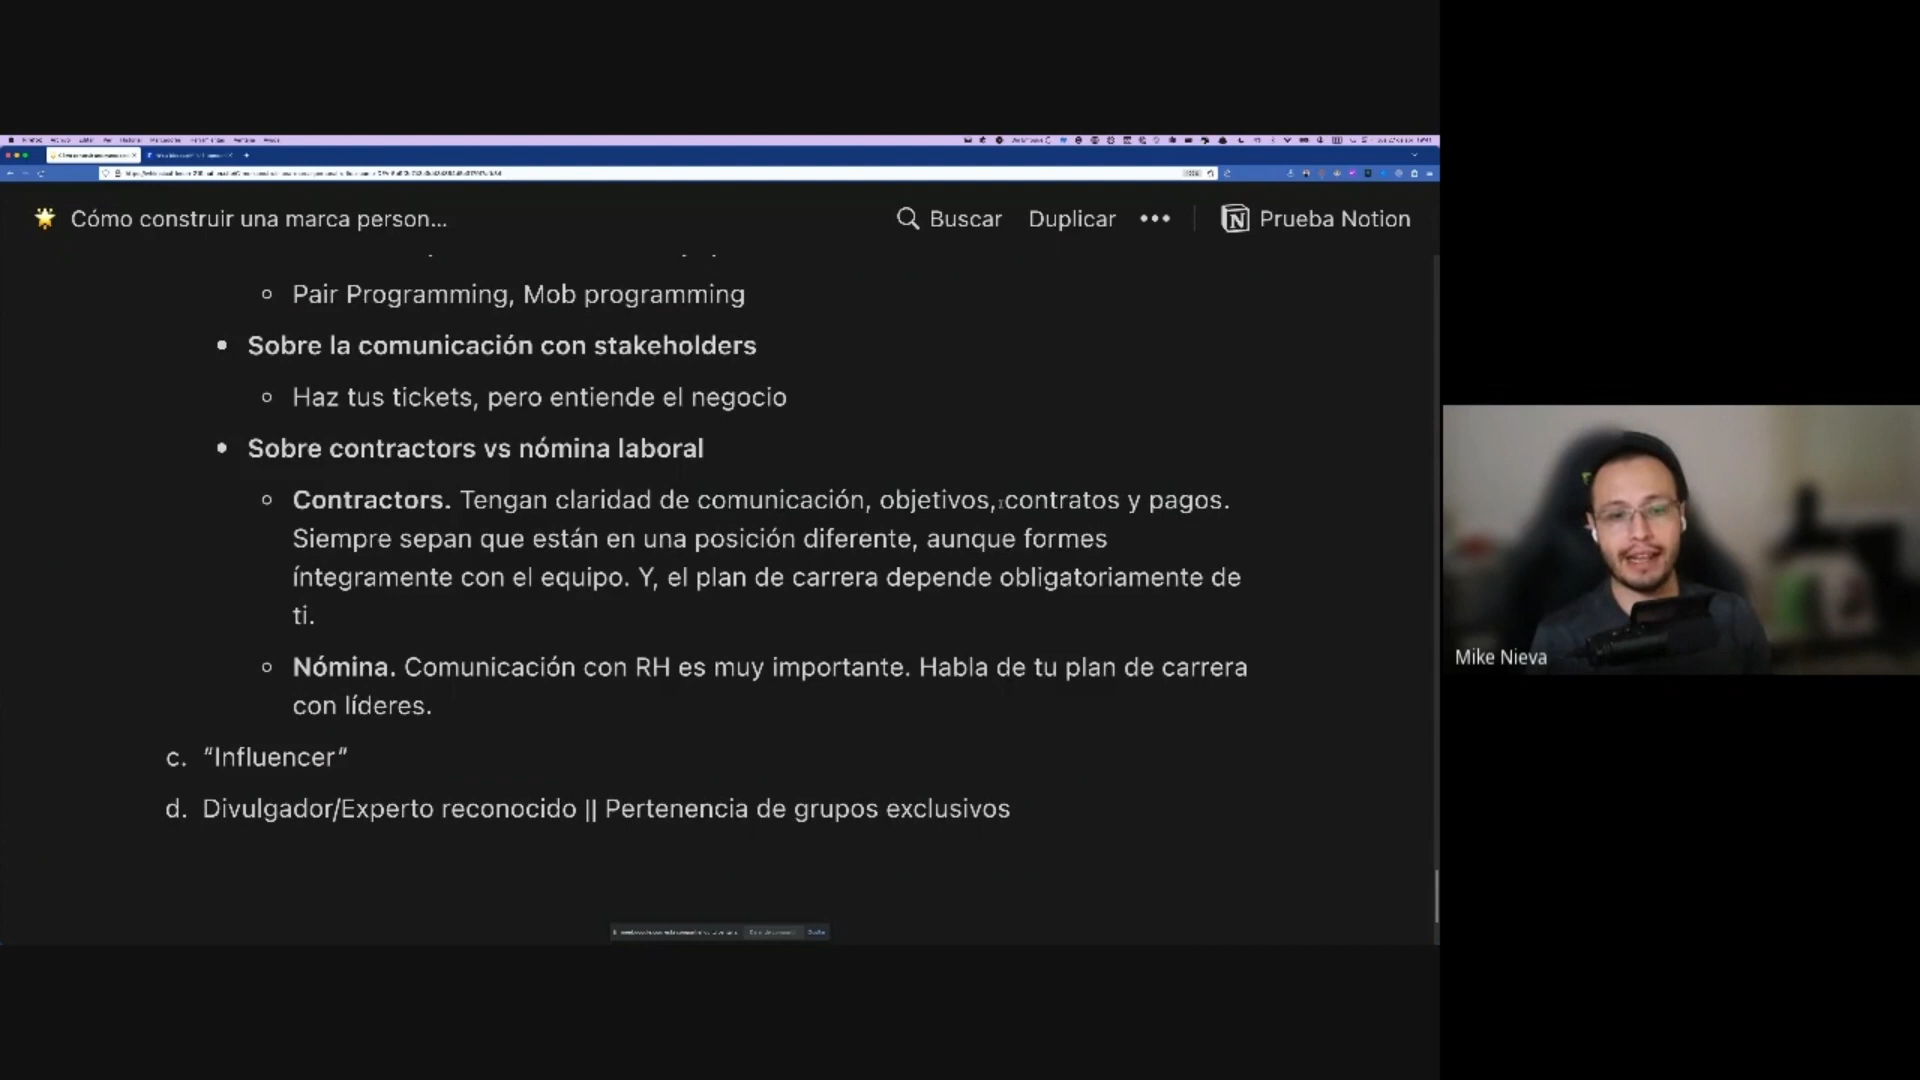 Cómo construir una marca person...
Buscar
Duplicar
•••
Prueba Notion
Pair Programming, Mob programming
Sobre la comunicación con stakeholders
Haz tus tickets, pero entiende el negocio
Sobre contractors vs nómina laboral
Contractors. Tengan claridad de comunicación, objetivos, contratos y pagos.
Siempre sepan que están en una posición diferente, aunque formes
íntegramente con el equipo. Y, el plan de carrera depende obligatoriamente de
ti.
Nómina. Comunicación con RH es muy importante. Habla de tu plan de carrera
con líderes.
c. “Influencer”
d. Divulgador/Experto reconocido || Pertenencia de grupos exclusivos
Mike Nieva